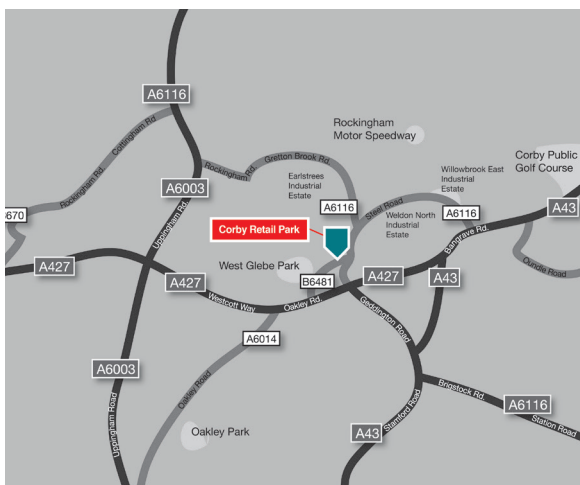 A6116
Rockingham
Motor Speedway
Cottingham Rd.
Rockingham Rd.
Rockingham Rd.
Gretton Brook Rd.
Earlstrees
Industrial
Estate
Willowbrook East
Industrial
Estate
Corby Public
Golf Course
A6003
Uppingham Rd.
A6116
Steel Road
Weldon North
Industrial
Estate
A6116
A43
Bangrave Rd.
6670
Corby Retail Park
A427
West Glebe Park
A427
Westcott Way
B6481
Oakley Rd.
A427
A43
Oundle Road
Geddington Road
A6014
A6003
Uppingham Road
Oakley Road
Oakley Park
Brigstock Rd.
A6116
Station Road
A43
Stamford Road